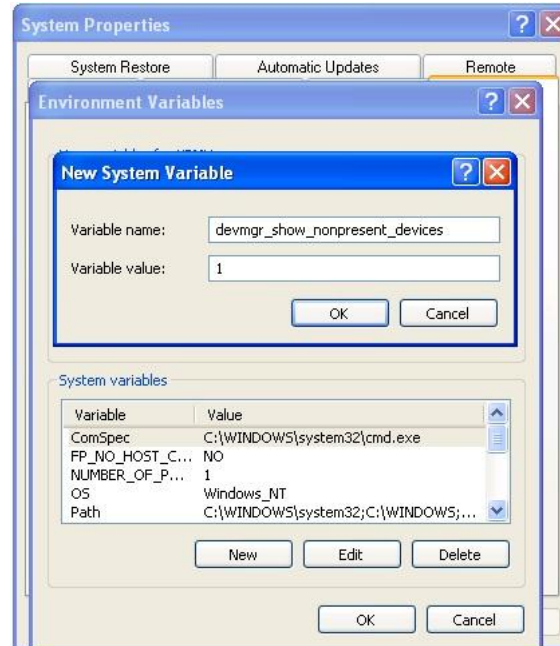 System Properties
System Restore Automatic Updates Remote
Environment Variables
New System Variable
Variable name: devmgr_show_nonpresent_devices
Variable value: 1
OK Cancel
System variables
Variable Value
ComSpec C:\WINDOWS\system32\cmd.exe
FP_NO_HOST_C... NO
NUMBER_OF_P... 1
OS Windows_NT
Path C:\WINDOWS\system32;C:\WINDOWS;...
New Edit Delete
OK Cancel